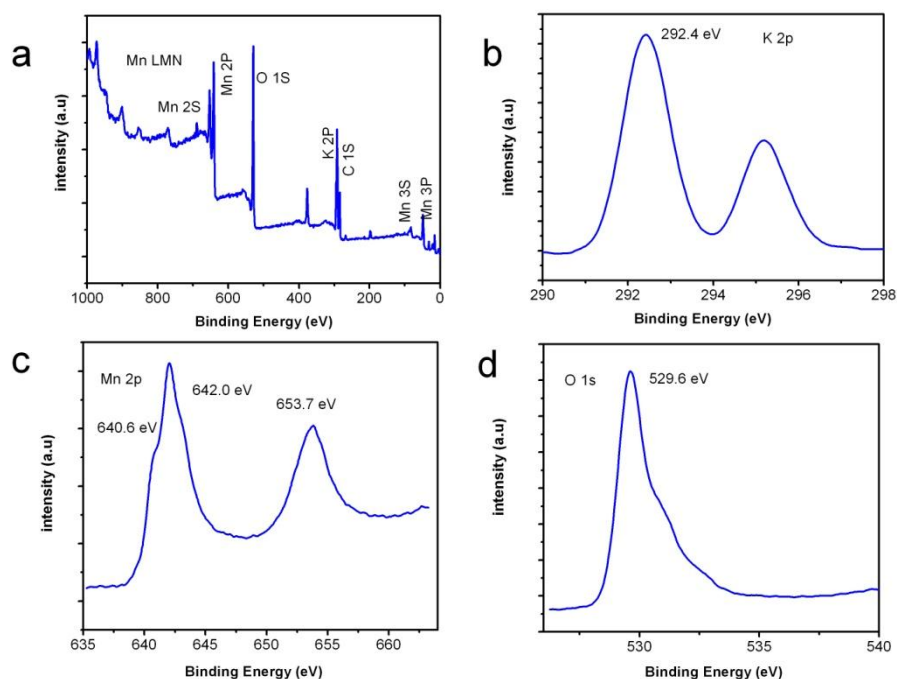 a
Mn LMN
Mn 2S
Mn 2P
O 1S
K 2P
C 1S
Mn 3S
Mn 3P
intensity (a.u)
1000 800 600 400 200 0
Binding Energy (eV)
b
292.4 eV
K 2p
intensity (a.u)
290 292 294 296 298
Binding Energy (eV)
c
Mn 2p
642.0 eV
640.6 eV
653.7 eV
intensity (a.u)
635 640 645 650 655 660
Binding Energy (eV)
d
O 1s
529.6 eV
intensity (a.u)
530 535 540
Binding Energy (eV)